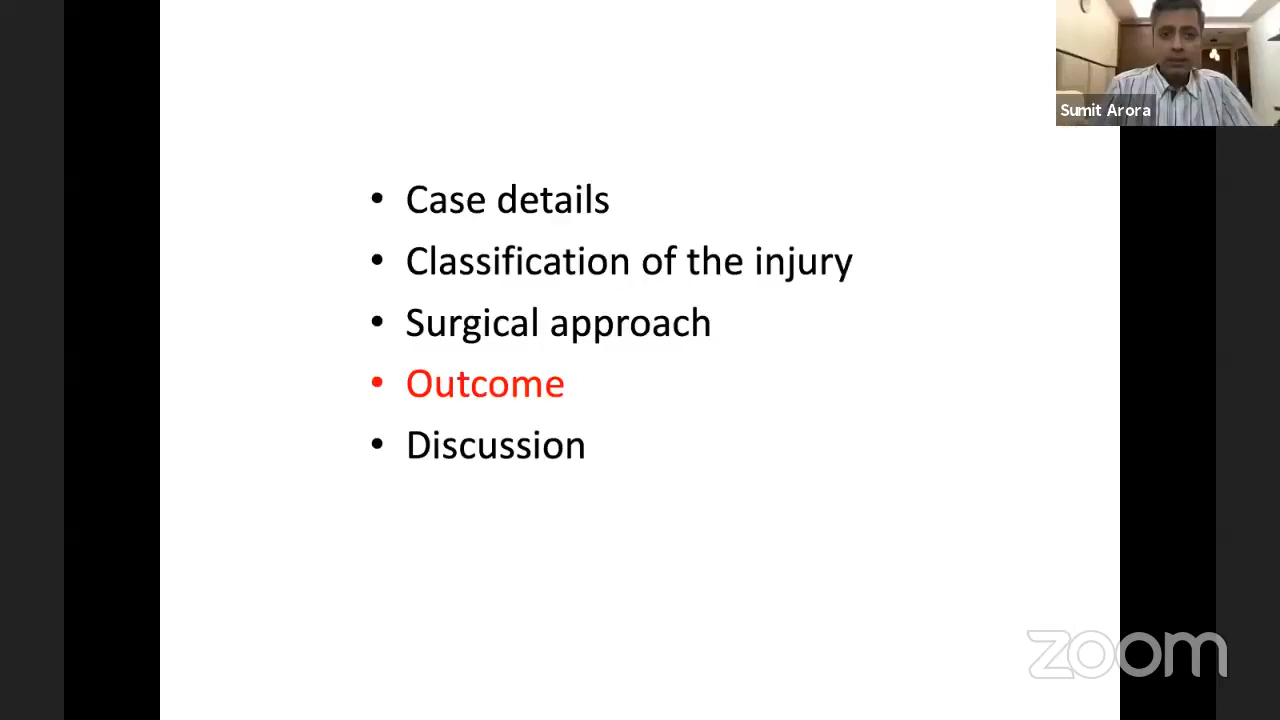 Sumit Arora
• Case details
• Classification of the injury
• Surgical approach
• Outcome
• Discussion
zoom